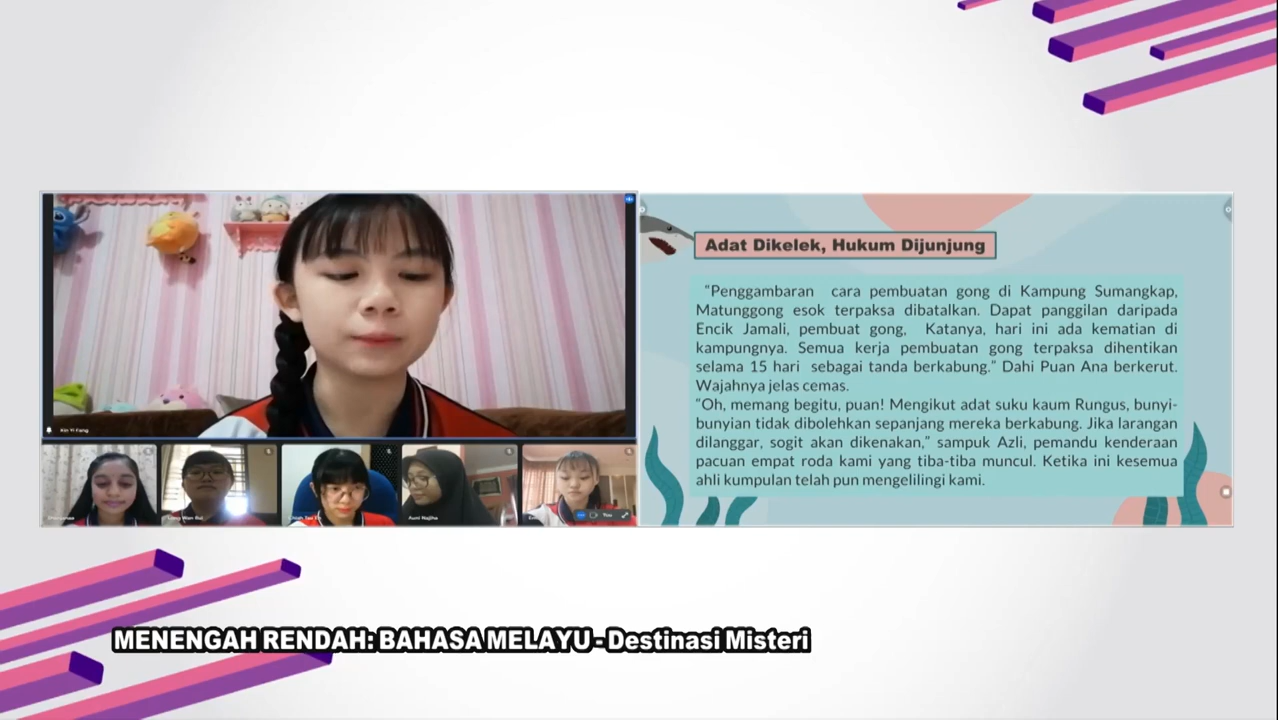 Adat Dikelek, Hukum Dijunjung
"Penggambaran cara pembuatan gong di Kampung Sumangkap,
Matunggong esok terpaksa dibatalkan. Dapat panggilan daripada
Encik Jamali, pembuat gong, Katanya, hari ini ada kematian di
kampungnya. Semua kerja pembuatan gong terpaksa dihentikan
selama 15 hari sebagai tanda berkabung." Dahi Puan Ana berkerut.
Wajahnya jelas cemas.
"Oh, memang begitu, puan! Mengikut adat suku kaum Rungus, bunyi-
bunyian tidak dibolehkan sepanjang mereka berkabung. Jika larangan
dilanggar, sogit akan dikenakan," sampuk Azli, pemandu kenderaan
pacuan empat roda kami yang tiba-tiba muncul. Ketika ini kesemua
ahli kumpulan telah pun mengelilingi kami.
Yi Fang
Auni Najiha
MENENGAH RENDAH: BAHASA MELAYU - Destinasi Misteri